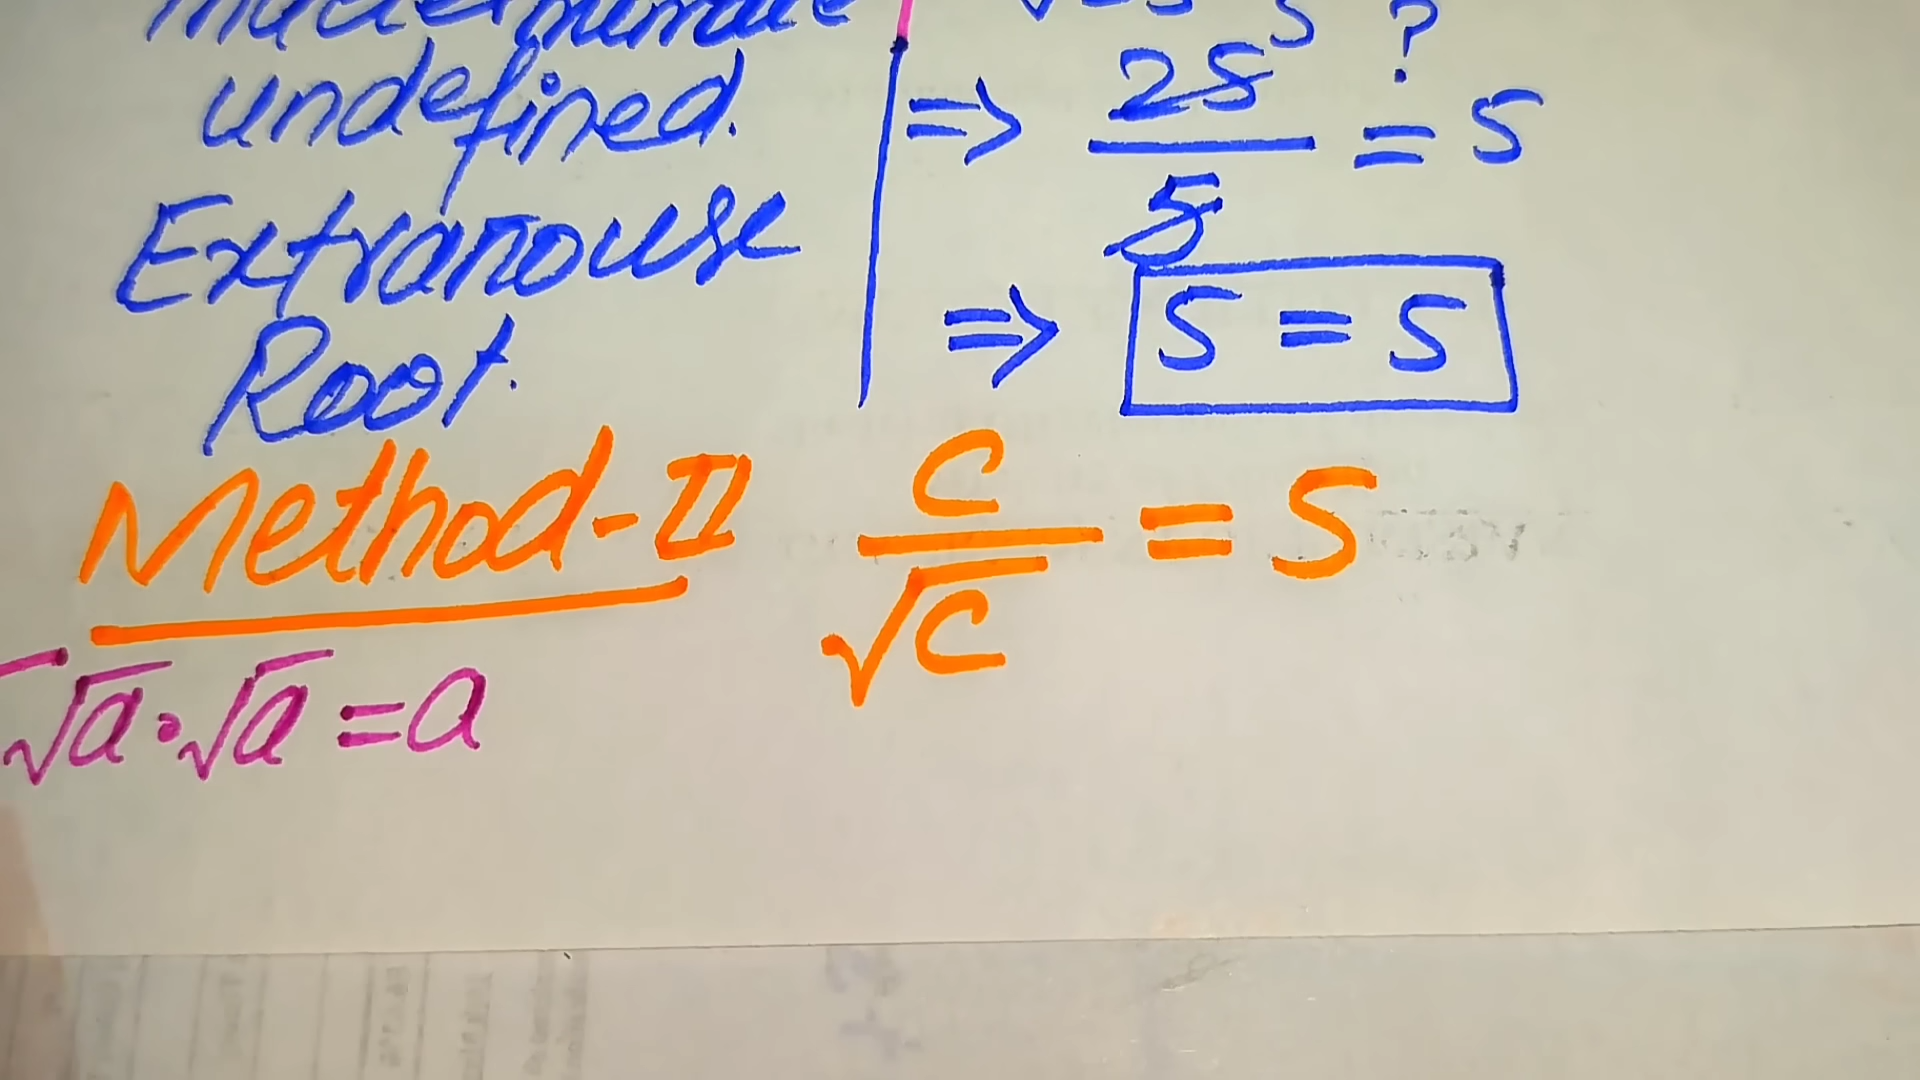 undefined.
Extranouse
Root.
?
=> 25/5 = 5
=> 5 = 5
Method-II
C/√C = 5
√a·√a = a